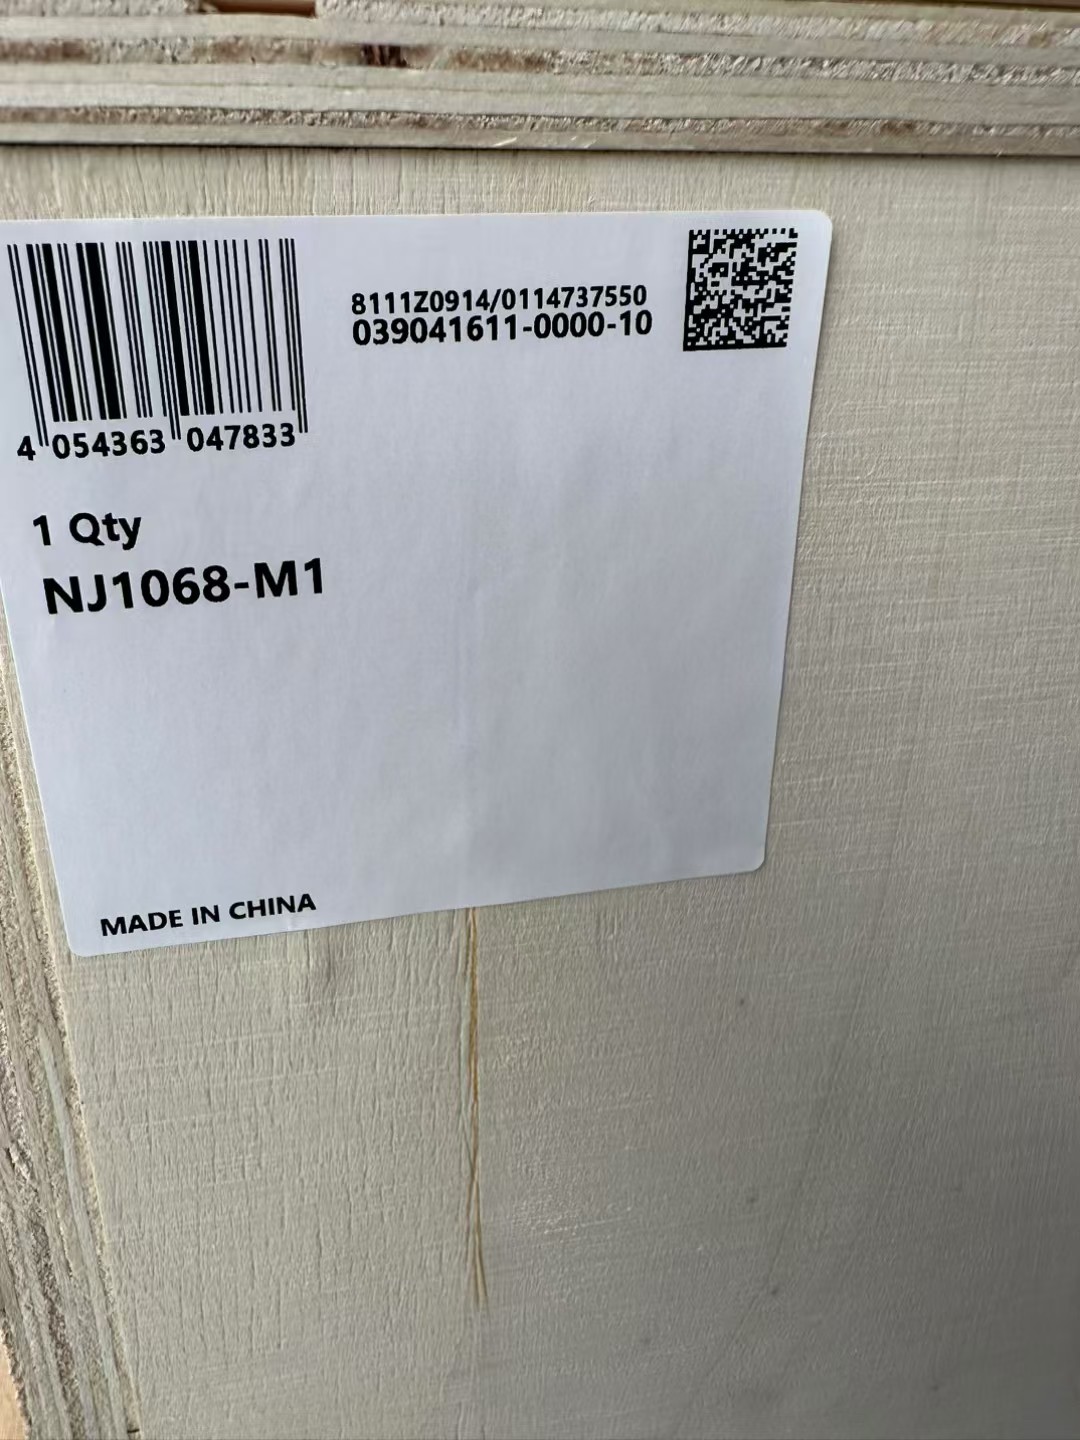 8111Z0914/0114737550
039041611-0000-10
4 054363 047833
1 Qty
NJ1068-M1
MADE IN CHINA